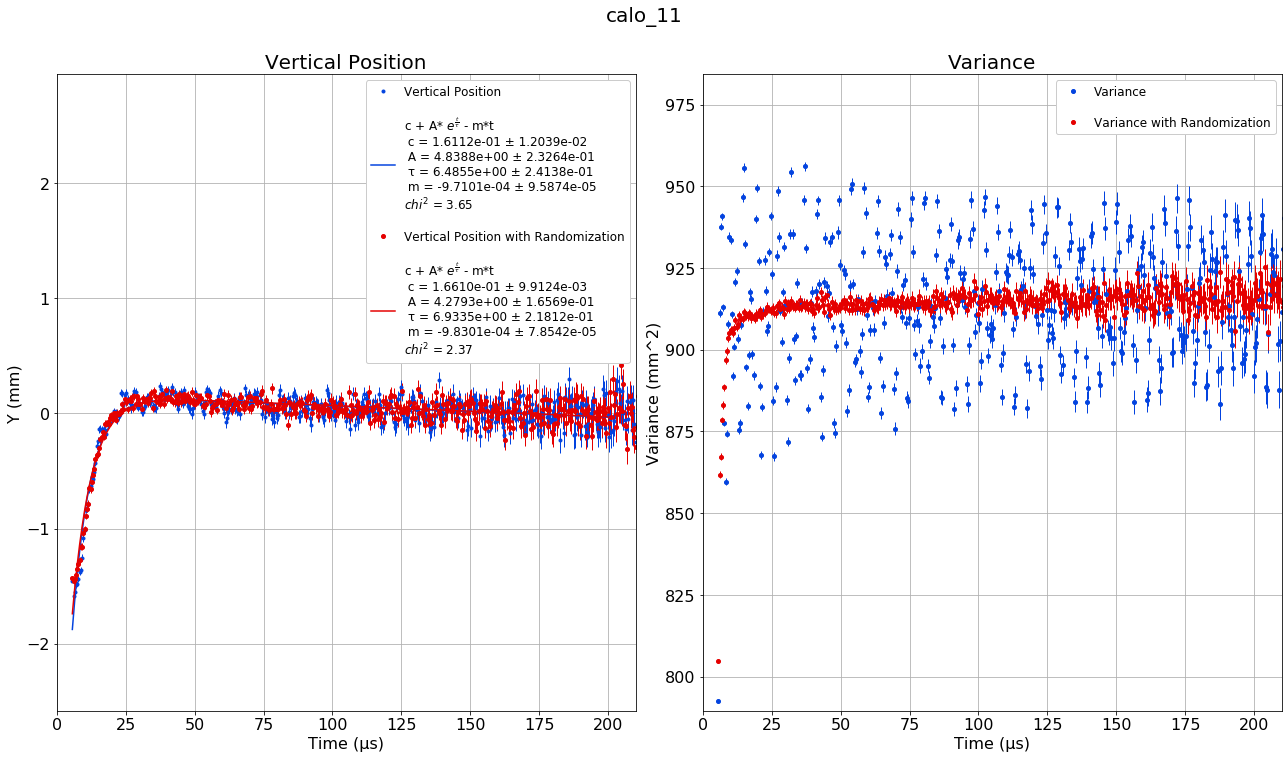 calo_11
Vertical Position
Vertical Position
c + A* e^{t/τ} - m*t
c = 1.6112e-01 ± 1.2039e-02
A = 4.8388e+00 ± 2.3264e-01
τ = 6.4855e+00 ± 2.4138e-01
m = -9.7101e-04 ± 9.5874e-05
chi² = 3.65
Vertical Position with Randomization
c + A* e^{t/τ} - m*t
c = 1.6610e-01 ± 9.9124e-03
A = 4.2793e+00 ± 1.6569e-01
τ = 6.9335e+00 ± 2.1812e-01
m = -9.8301e-04 ± 7.8542e-05
chi² = 2.37
Y (mm)
2
1
0
−1
−2
0 25 50 75 100 125 150 175 200
Time (μs)
Variance
Variance
Variance with Randomization
Variance (mm^2)
975
950
925
900
875
850
825
800
0 25 50 75 100 125 150 175 200
Time (μs)